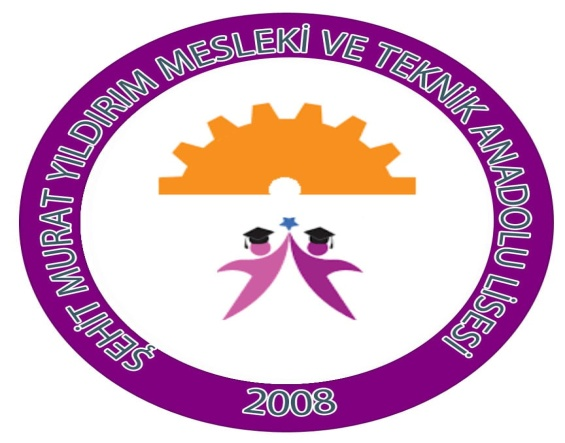 ŞEHİT MURAT YILDIRIM MESLEKİ VE TEKNİK ANADOLU LİSESİ
2008